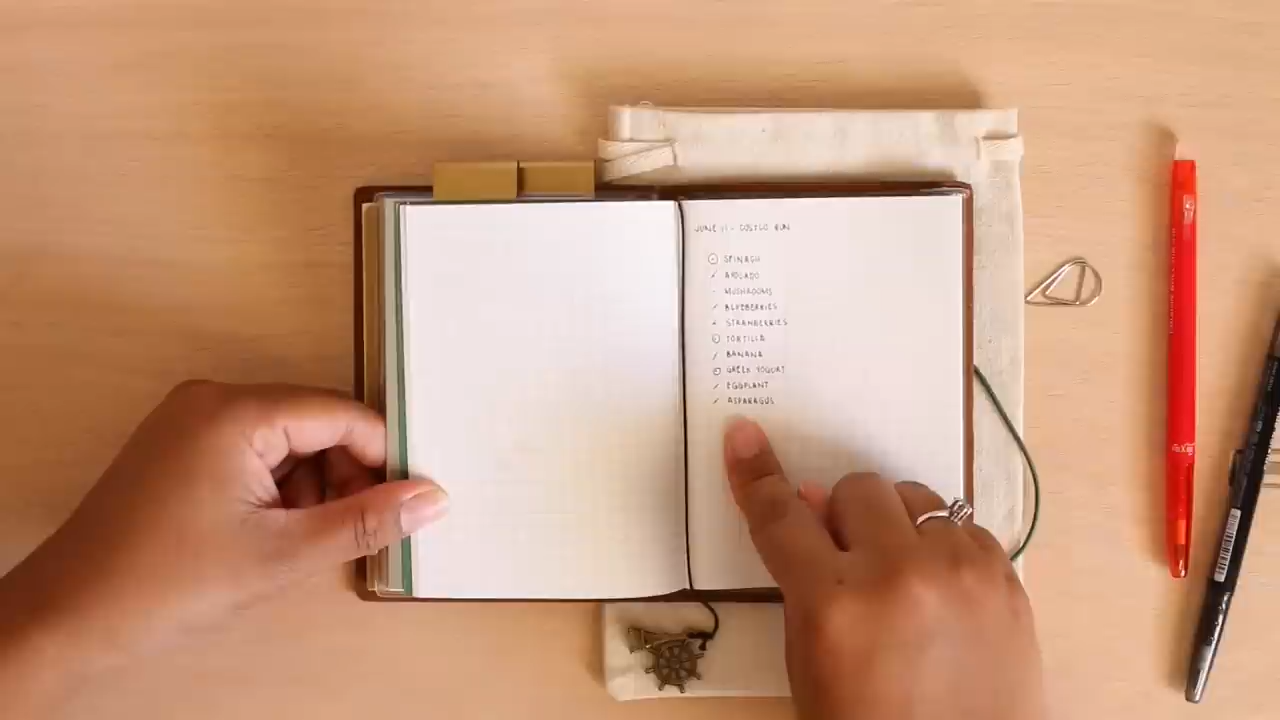 JUNE 11 - COSTCO RUN
SPINACH
AVOCADO
MUSHROOMS
BLUEBERRIES
STRAWBERRIES
TORTILLA
BANANA
GREEK YOGURT
EGGPLANT
ASPARAGUS